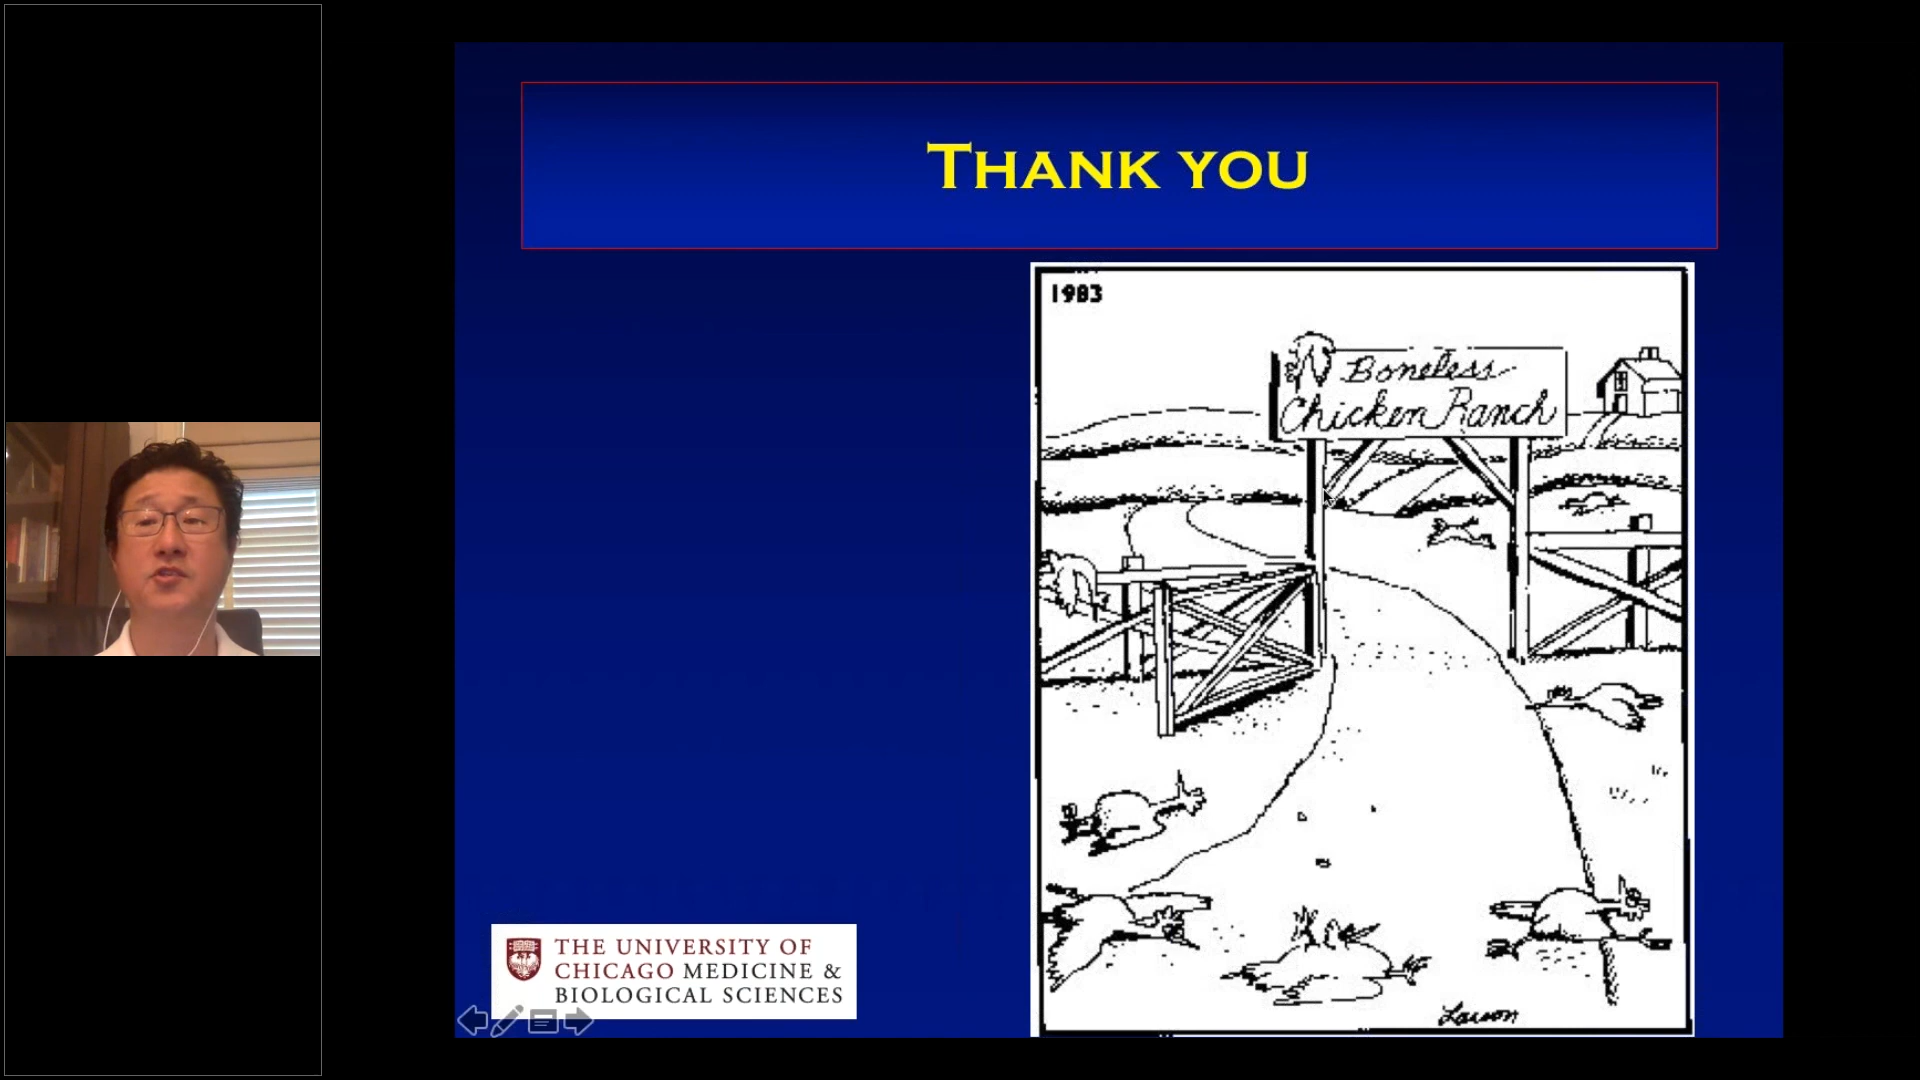 Thank you
1983
Boneless
Chicken Ranch
Larson
THE UNIVERSITY OF
CHICAGO MEDICINE &
BIOLOGICAL SCIENCES